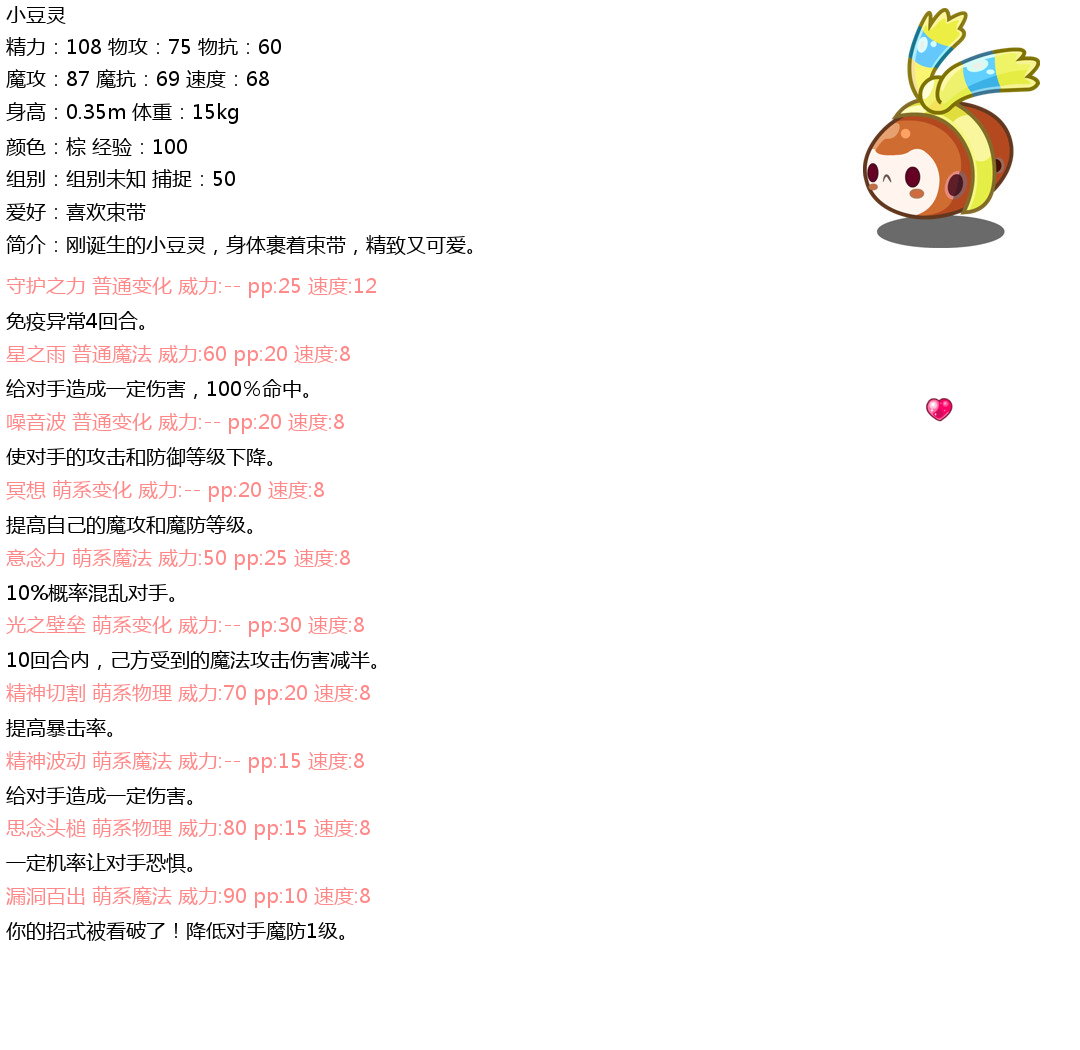 小豆灵
精力：108 物攻：75 物抗：60
魔攻：87 魔抗：69 速度：68
身高：0.35m 体重：15kg
颜色：棕 经验：100
组别：组别未知 捕捉：50
爱好：喜欢束带
简介：刚诞生的小豆灵，身体裹着束带，精致又可爱。
守护之力 普通变化 威力:-- pp:25 速度:12
免疫异常4回合。
星之雨 普通魔法 威力:60 pp:20 速度:8
给对手造成一定伤害，100%命中。
噪音波 普通变化 威力:-- pp:20 速度:8
使对手的攻击和防御等级下降。
冥想 萌系变化 威力:-- pp:20 速度:8
提高自己的魔攻和魔防等级。
意念力 萌系魔法 威力:50 pp:25 速度:8
10%概率混乱对手。
光之壁垒 萌系变化 威力:-- pp:30 速度:8
10回合内，己方受到的魔法攻击伤害减半。
精神切割 萌系物理 威力:70 pp:20 速度:8
提高暴击率。
精神波动 萌系魔法 威力:-- pp:15 速度:8
给对手造成一定伤害。
思念头槌 萌系物理 威力:80 pp:15 速度:8
一定机率让对手恐惧。
漏洞百出 萌系魔法 威力:90 pp:10 速度:8
你的招式被看破了！降低对手魔防1级。